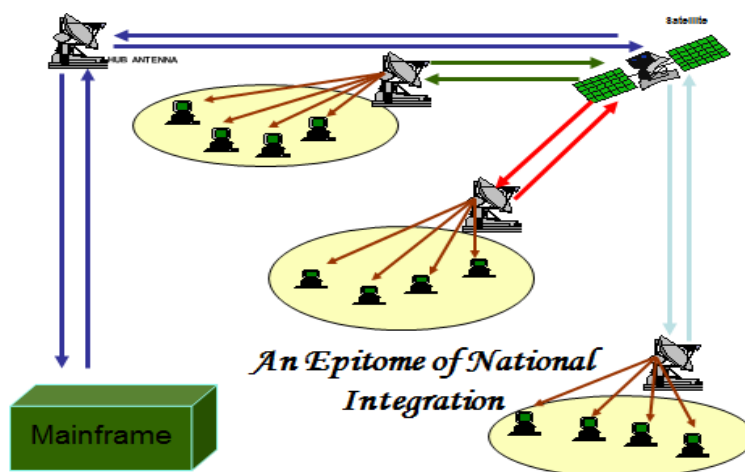 Satellite
HUB ANTENNA
An Epitome of National
Integration
Mainframe